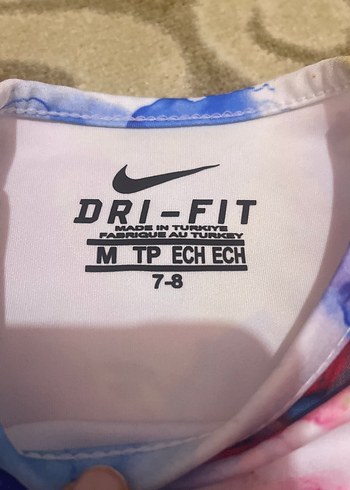 DRI-FIT
MADE IN TURKIYE
FABRIQUE AU TURKEY
M TP ECH ECH
7-8